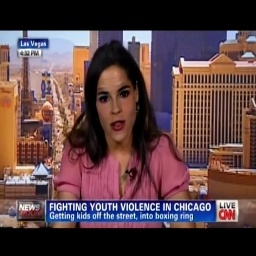 Las Vegas
4:32 PM
FIGHTING YOUTH VIOLENCE IN CHICAGO
Getting kids off the street, into boxing ring
NEWS
LIVE
CNN